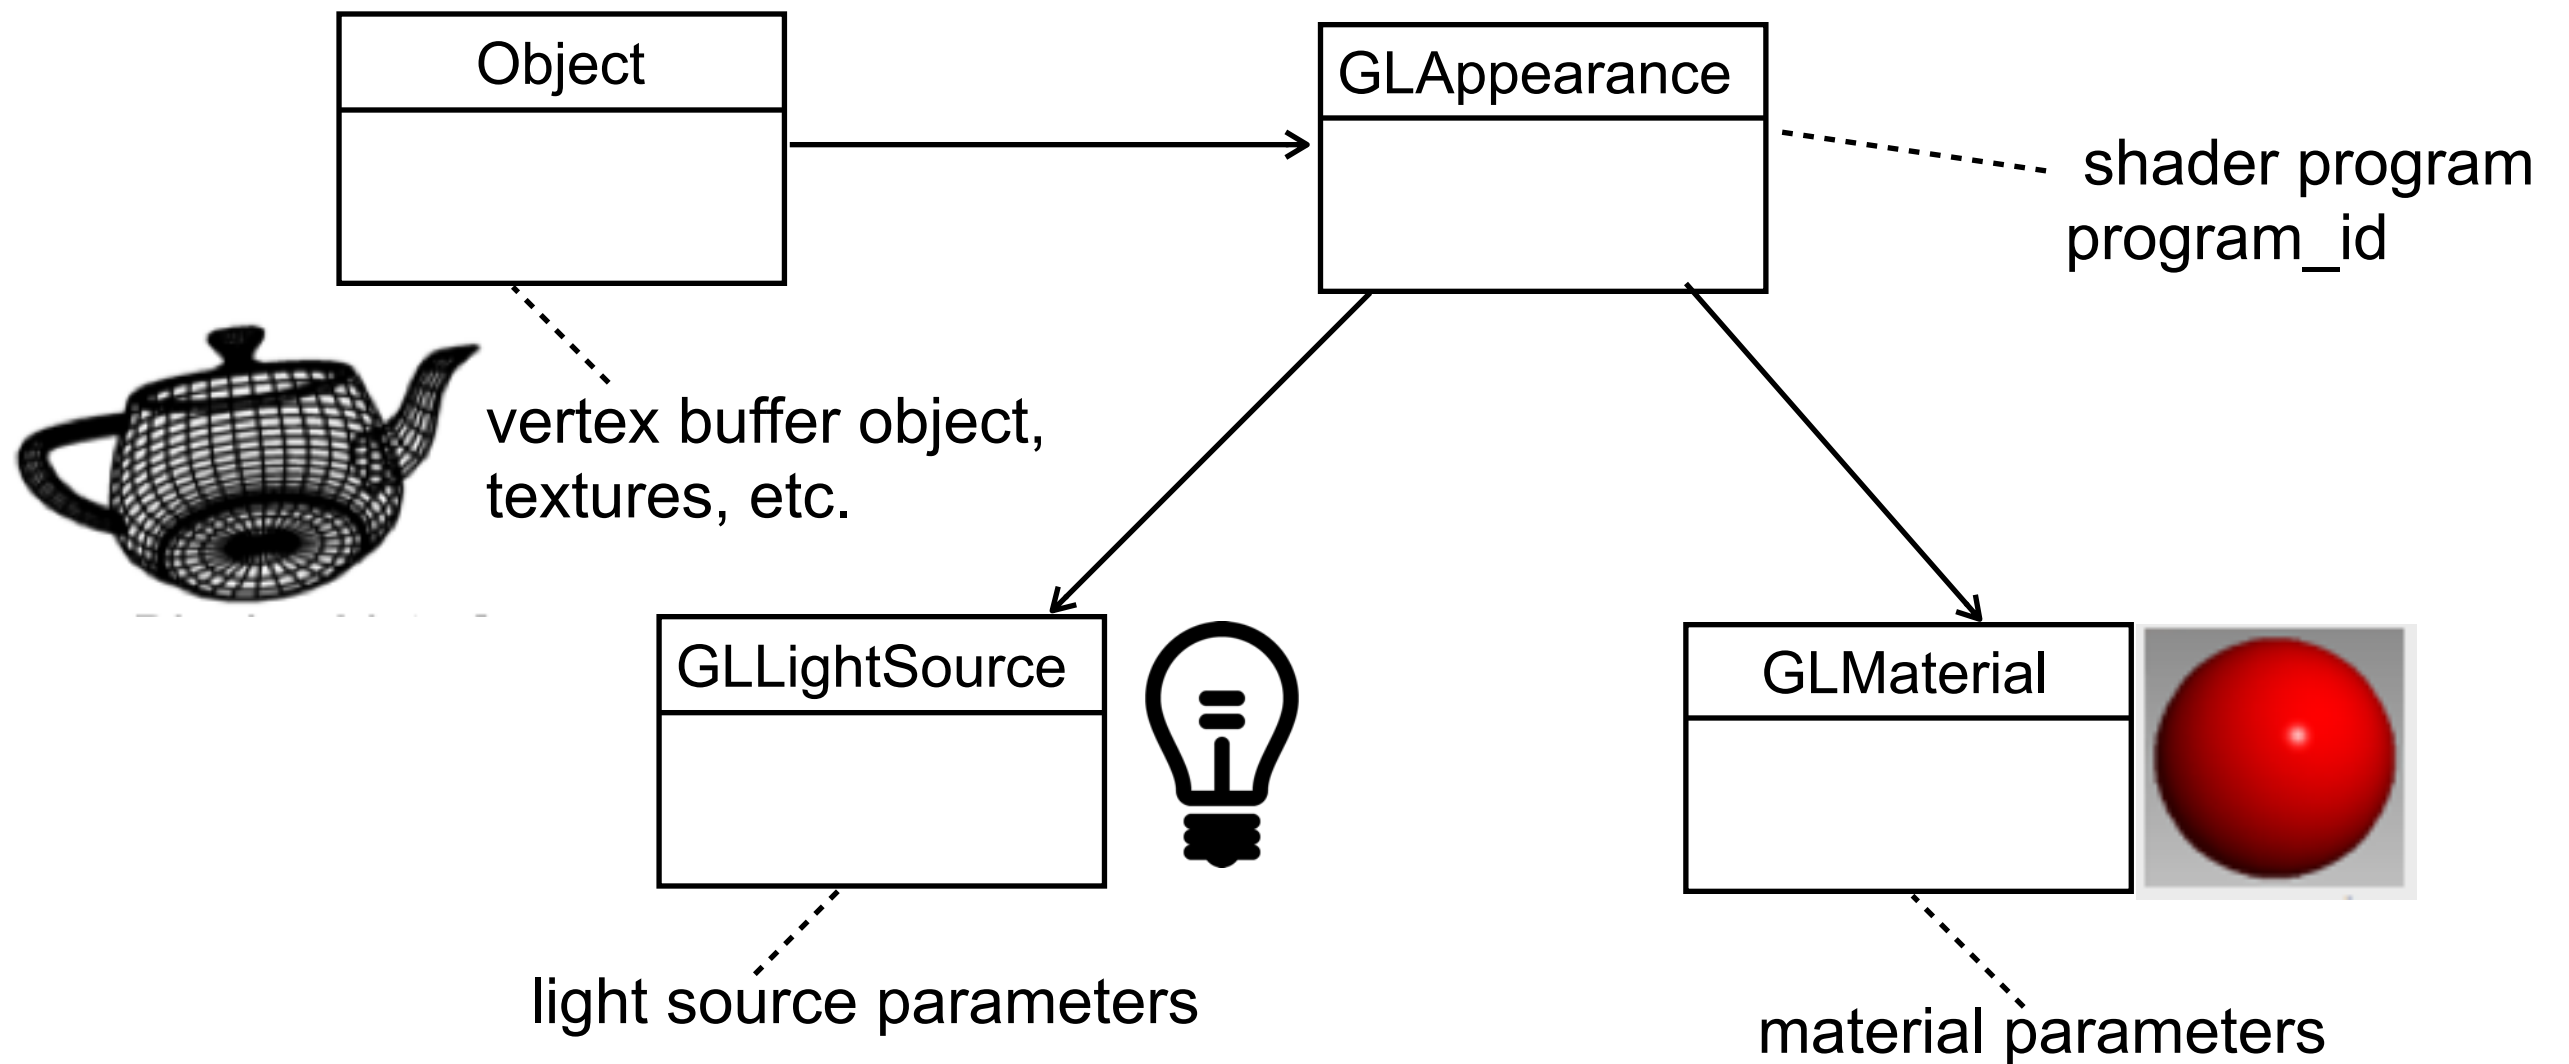 Object
GLAppearance
shader program
program_id
vertex buffer object,
textures, etc.
GLLightSource
GLMaterial
light source parameters
material parameters